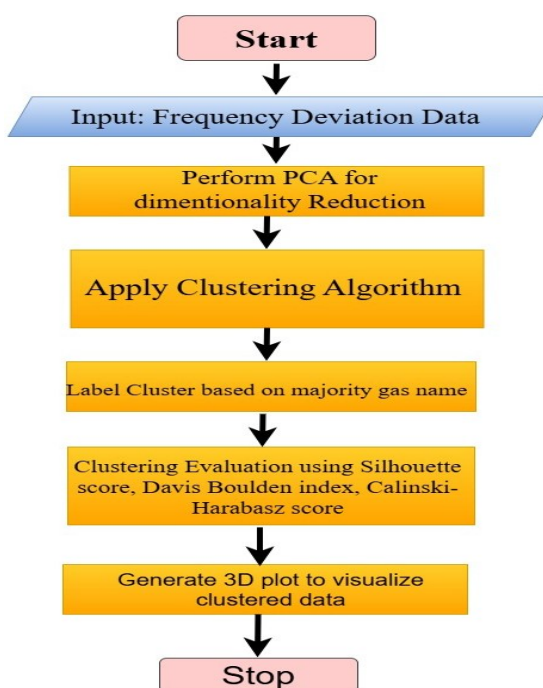 Start
Input: Frequency Deviation Data
Perform PCA for
dimentionality Reduction
Apply Clustering Algorithm
Label Cluster based on majority gas name
Clustering Evaluation using Silhouette
score, Davis Boulden index, Calinski-
Harabasz score
Generate 3D plot to visualize
clustered data
Stop